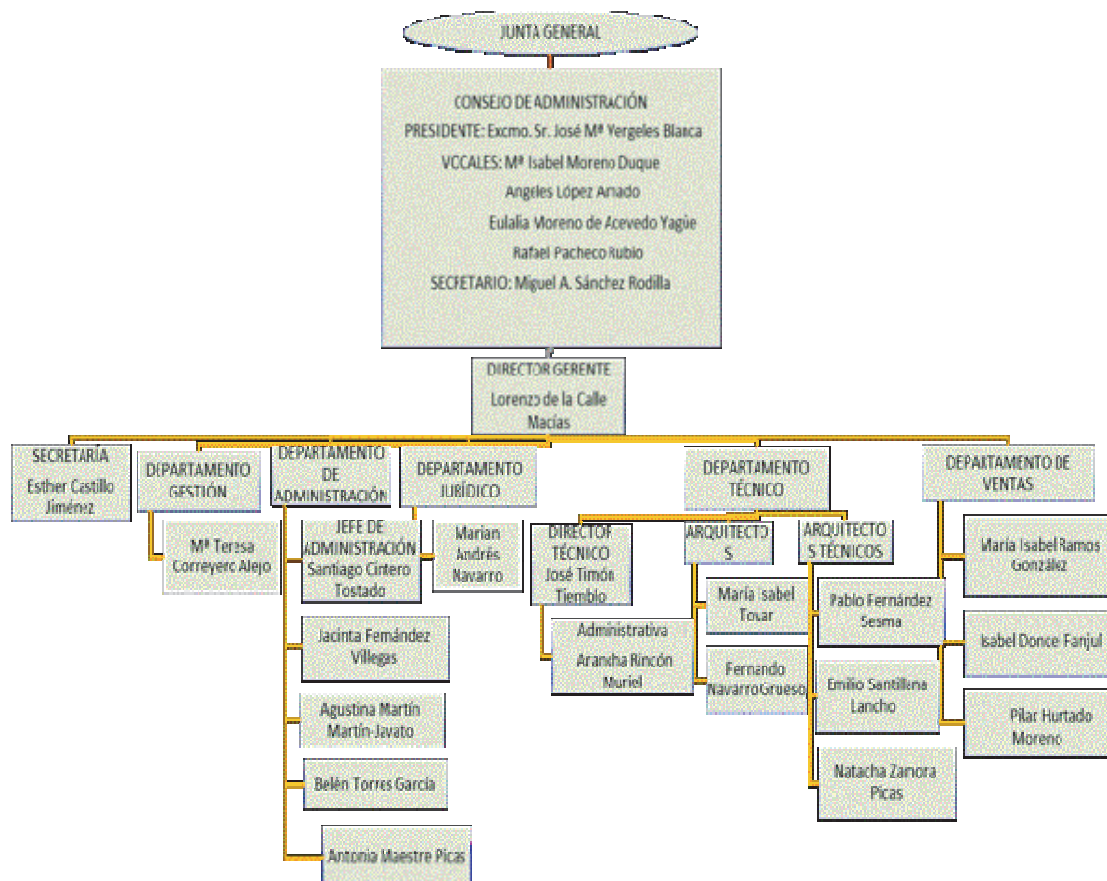 JUNTA GENERAL
CONSEJO DE ADMINISTRACIÓN
PRESIDENTE: Excmo. Sr. José Mª Vergeles Blanca
VOCALES: Mª Isabel Moreno Duque
Angeles López Amado
Eulalia Moreno de Acevedo Yagüe
Rafael Pacheco Rubio
SECRETARIO: Miguel A. Sánchez Rodilla
DIRECTOR GERENTE
Lorenzo de la Calle
Macías
SECRETARÍA
Esther Castillo
Jiménez
DEPARTAMENTO
GESTIÓN
Mª Teresa
Correyero Alejo
DEPARTAMENTO
DE
ADMINISTRACIÓN
JEFE DE
ADMINISTRACIÓN
Santiago Cintero
Tostado
Jacinta Fernández
Villegas
Agustina Martín
Martín-Javato
Belén Torres García
Antonia Maestre Picas
DEPARTAMENTO
JURÍDICO
Marian
Andrés
Navarro
DEPARTAMENTO
TÉCNICO
DIRECTOR
TÉCNICO
José Timón
Tiemblo
Administrativa
Arancha Rincón
Muriel
ARQUITECTO
S
María Isabel
Tovar
Fernando
Navarro Grueso
ARQUITECTO
S TÉCNICOS
Pablo Fernández
Sesma
Emilio Santillana
Lancho
Natacha Zamora
Picas
DEPARTAMENTO DE
VENTAS
María Isabel Ramos
González
Isabel Donce Fanjul
Pilar Hurtado
Moreno